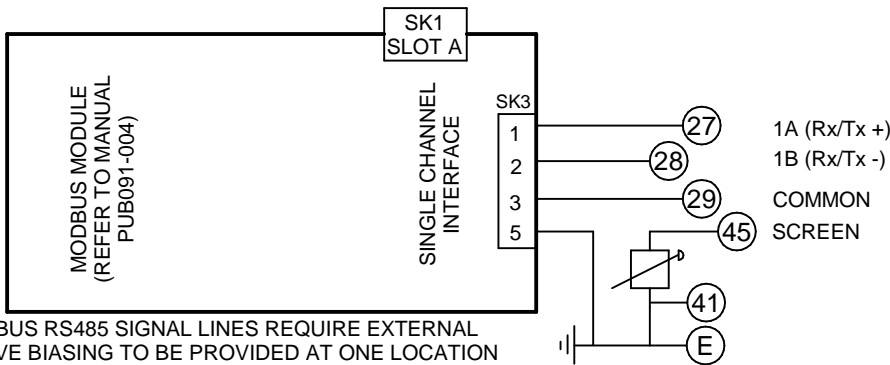 SK1
SLOT A
MODBUS MODULE
(REFER TO MANUAL
PUB091-004)
SINGLE CHANNEL
INTERFACE
SK3
1
2
3
5
27
1A (Rx/Tx +)
28
1B (Rx/Tx -)
29
COMMON
45
SCREEN
41
E
RS485 SIGNAL LINES REQUIRE EXTERNAL
BIASING TO BE PROVIDED AT ONE LOCATION